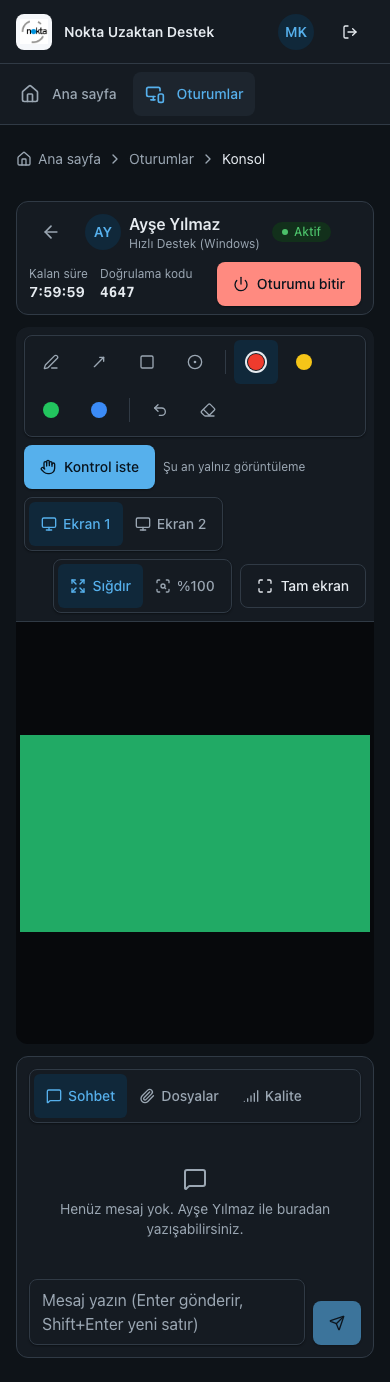 nokta
Nokta Uzaktan Destek
MK
Ana sayfa
Oturumlar
Ana sayfa
Oturumlar
Konsol
AY
Ayşe Yılmaz
Hızlı Destek (Windows)
Aktif
Kalan süre
7:59:59
Doğrulama kodu
4647
Oturumu bitir
Kontrol iste
Şu an yalnız görüntüleme
Ekran 1
Ekran 2
Sığdır
%100
Tam ekran
Sohbet
Dosyalar
Kalite
Henüz mesaj yok. Ayşe Yılmaz ile buradan
yazışabilirsiniz.
Mesaj yazın (Enter gönderir,
Shift+Enter yeni satır)